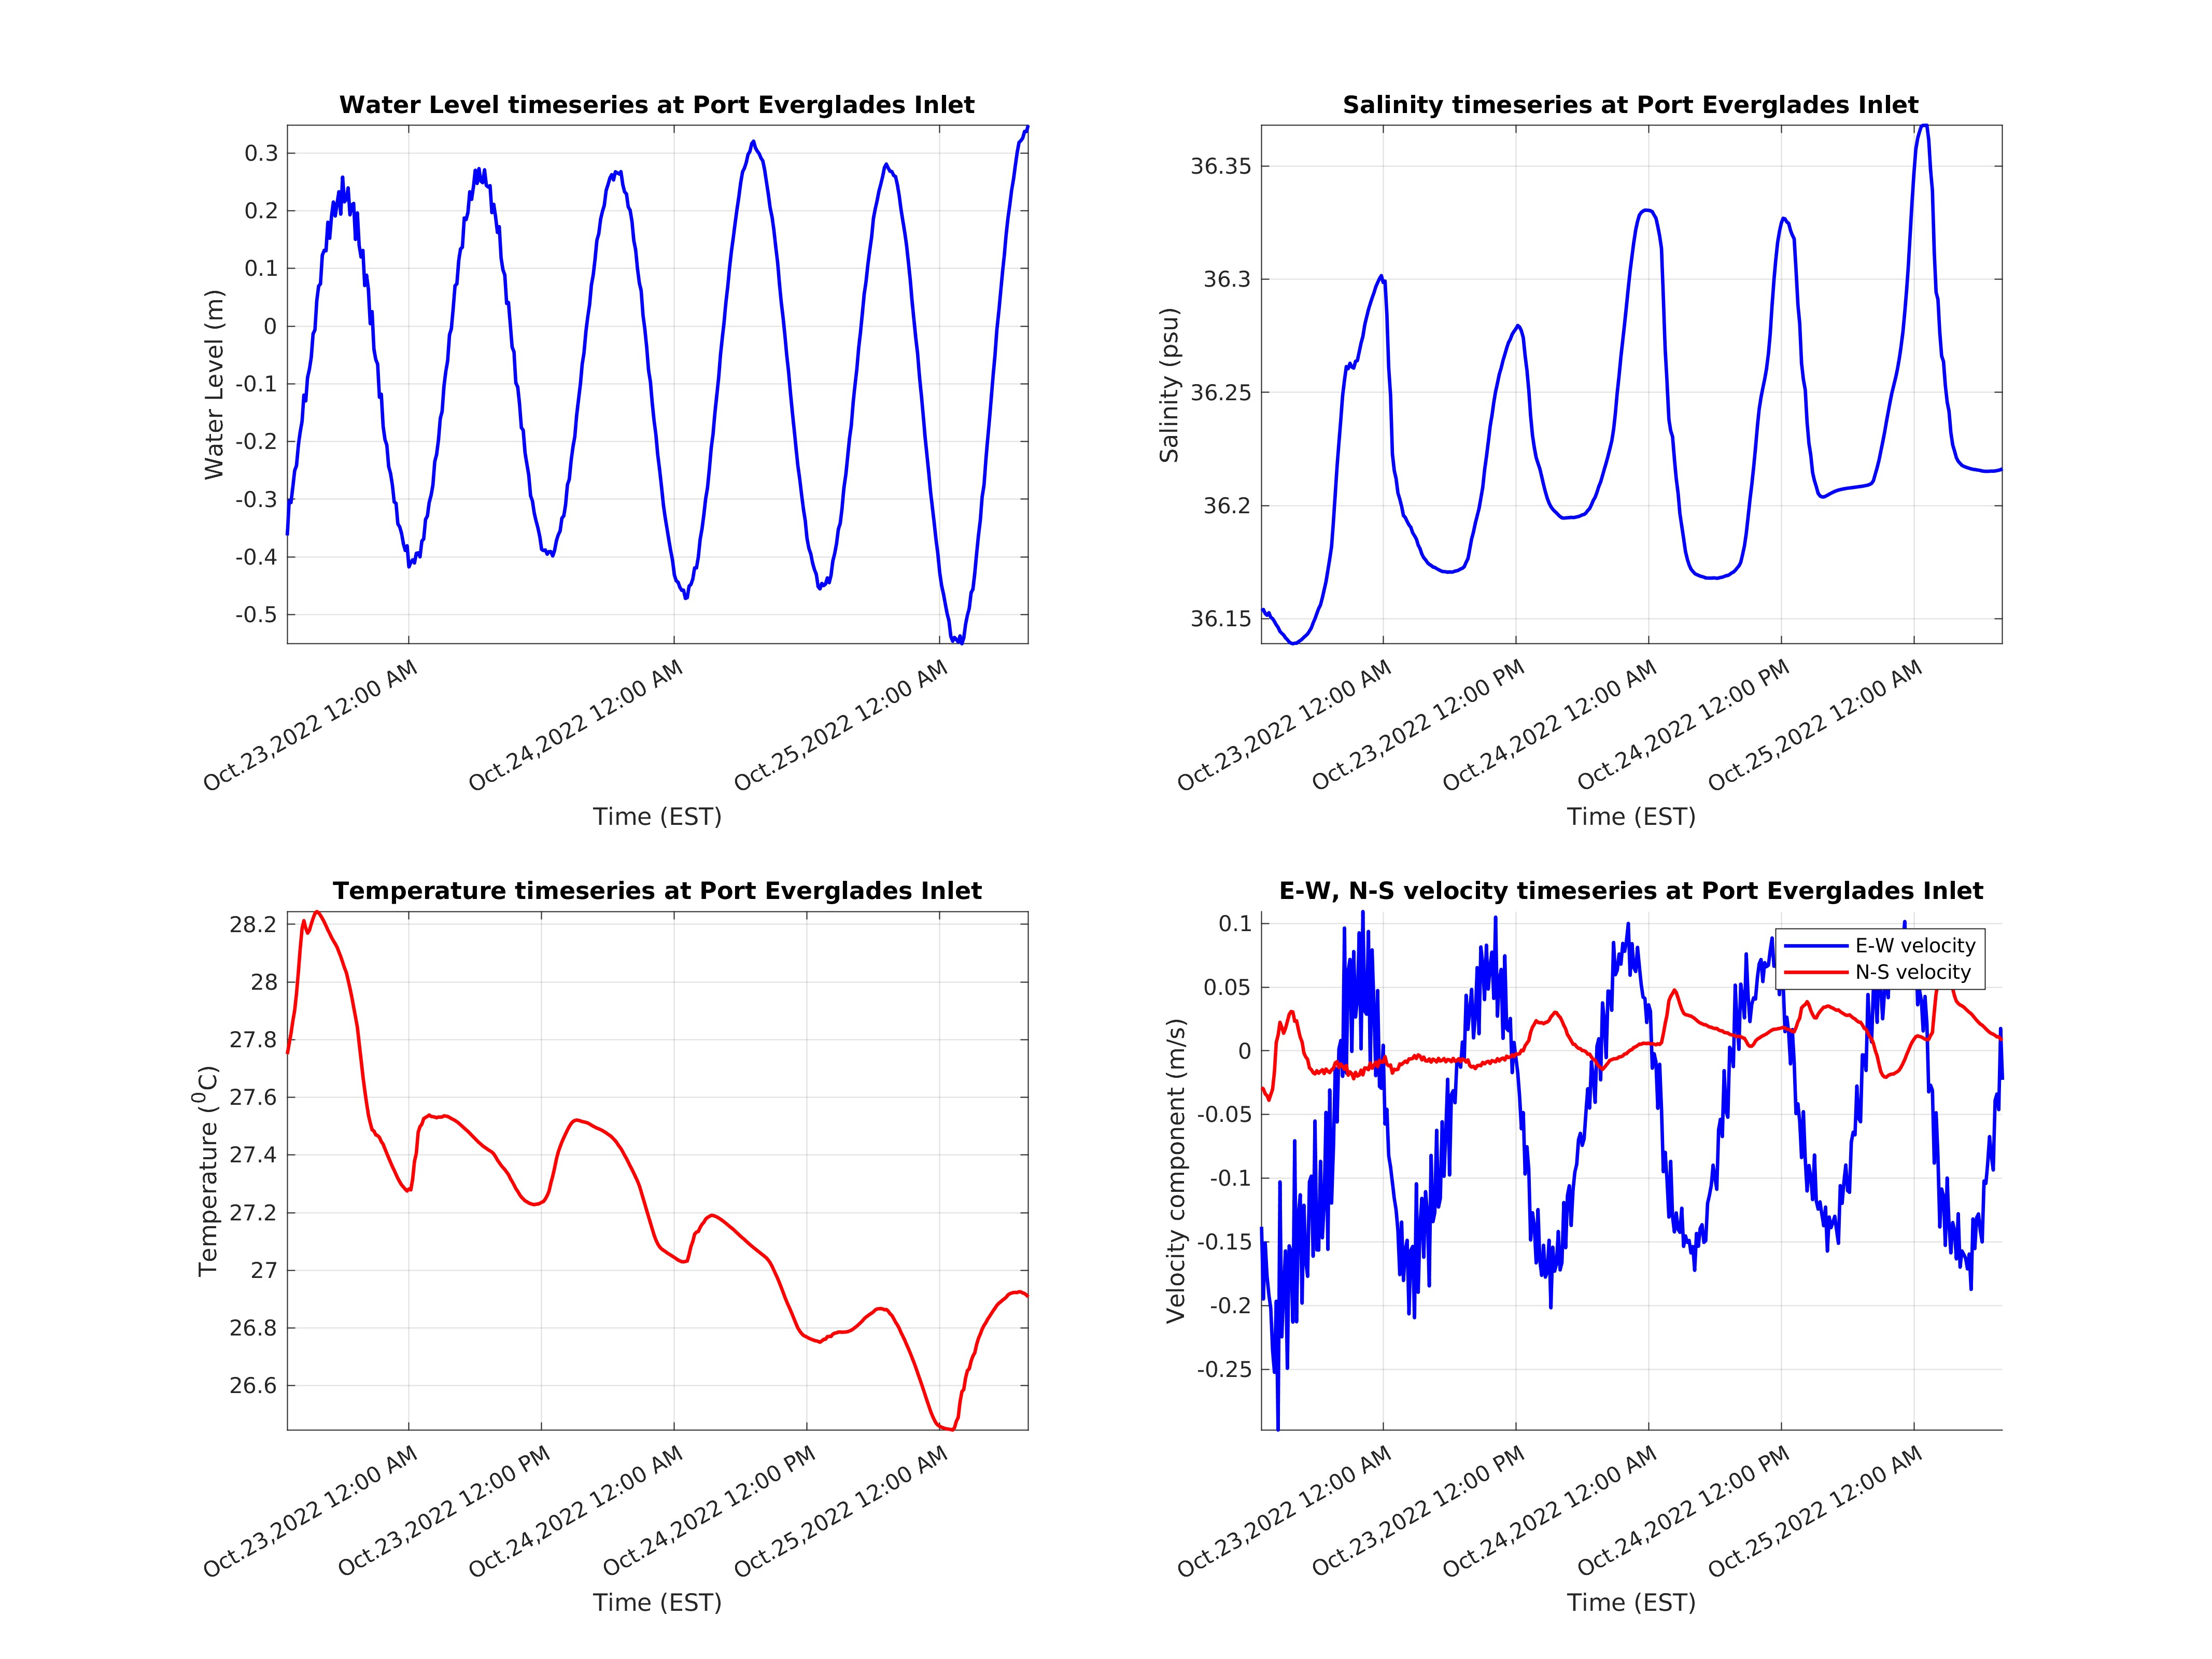 Water Level timeseries at Port Everglades Inlet
0.3
0.2
0.1
0
-0.1
-0.2
-0.3
-0.4
-0.5
Water Level (m)
Oct.23,2022 12:00 AM
Oct.24,2022 12:00 AM
Oct.25,2022 12:00 AM
Time (EST)
Salinity timeseries at Port Everglades Inlet
36.35
36.3
36.25
36.2
36.15
Salinity (psu)
Oct.23,2022 12:00 AM
Oct.23,2022 12:00 PM
Oct.24,2022 12:00 AM
Oct.24,2022 12:00 PM
Oct.25,2022 12:00 AM
Time (EST)
Temperature timeseries at Port Everglades Inlet
28.2
28
27.8
27.6
27.4
27.2
27
26.8
26.6
Temperature (⁰C)
Oct.23,2022 12:00 AM
Oct.23,2022 12:00 PM
Oct.24,2022 12:00 AM
Oct.24,2022 12:00 PM
Oct.25,2022 12:00 AM
Time (EST)
E-W, N-S velocity timeseries at Port Everglades Inlet
E-W velocity
N-S velocity
0.1
0.05
0
-0.05
-0.1
-0.15
-0.2
-0.25
Velocity component (m/s)
Oct.23,2022 12:00 AM
Oct.23,2022 12:00 PM
Oct.24,2022 12:00 AM
Oct.24,2022 12:00 PM
Oct.25,2022 12:00 AM
Time (EST)